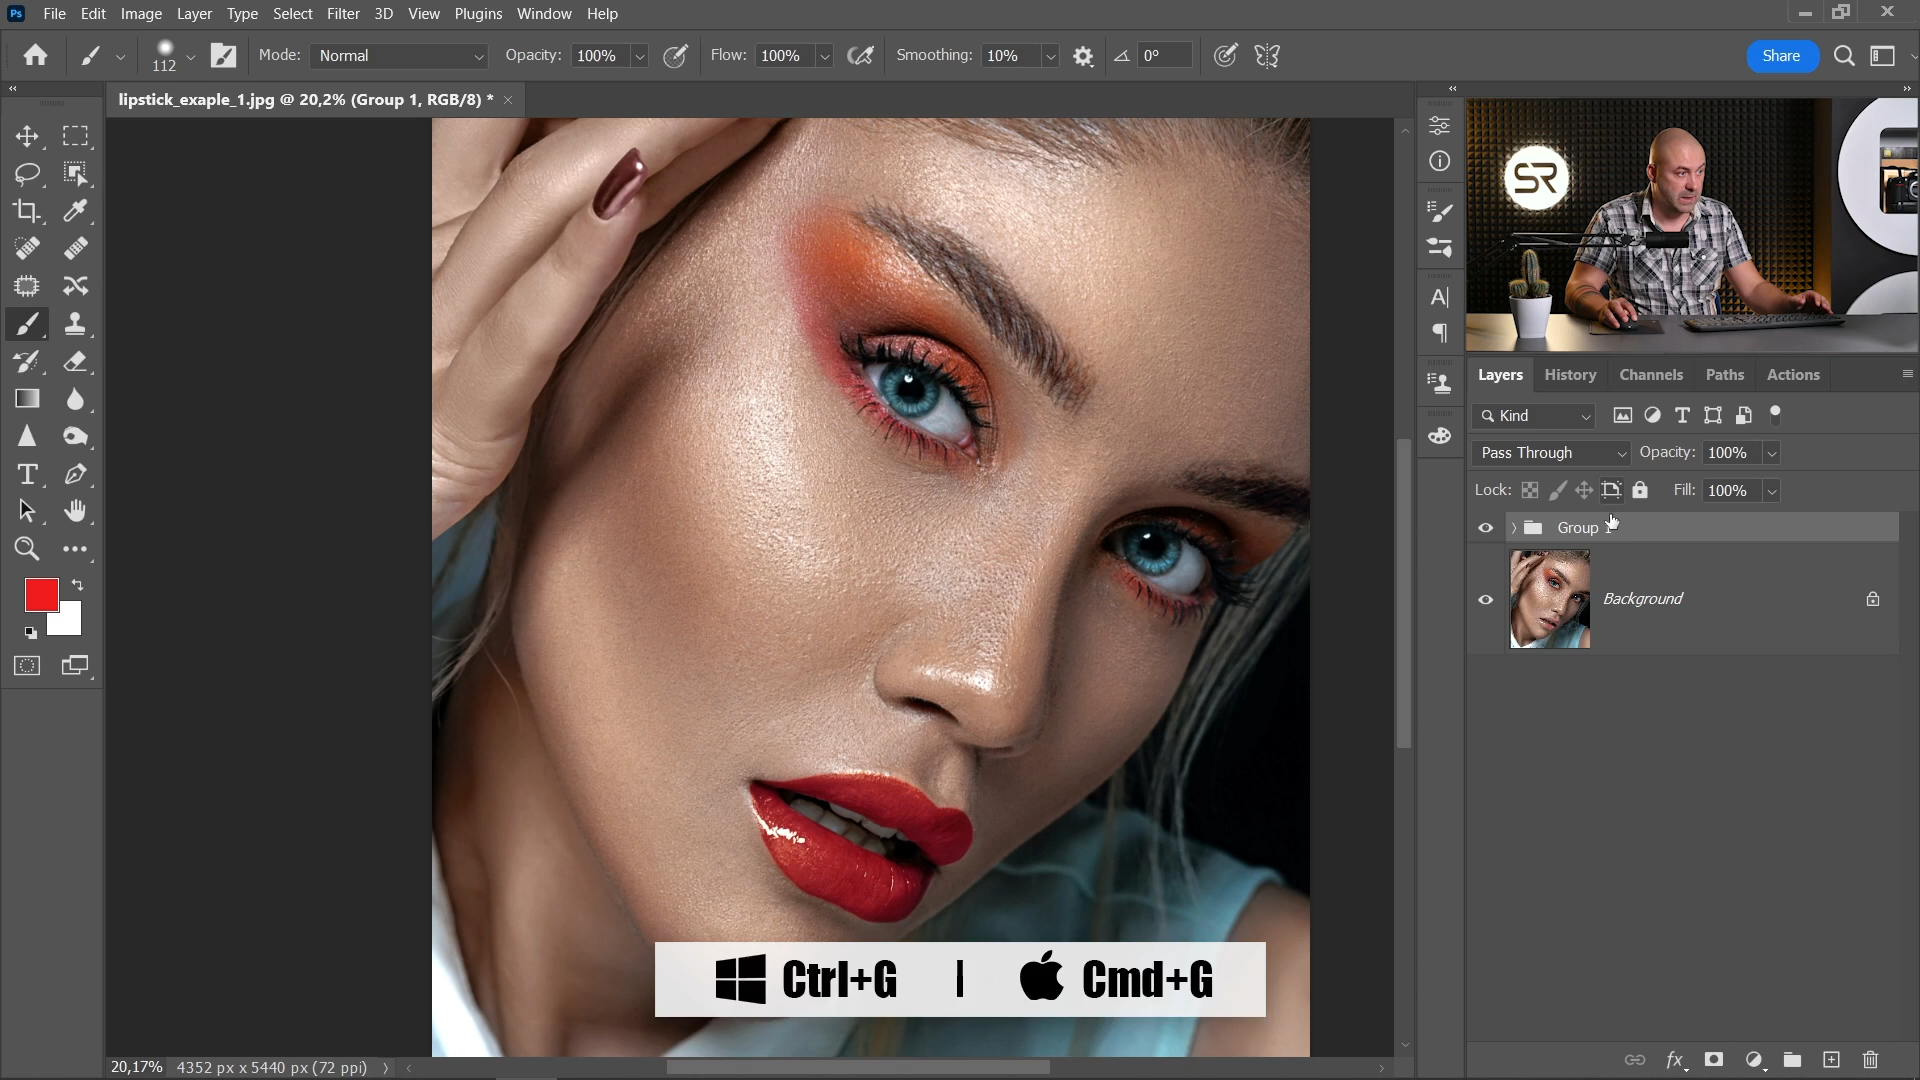 Ps File Edit Image Layer Type Select Filter 3D View Plugins Window Help
112 Mode: Normal Opacity: 100% Flow: 100% Smoothing: 10% 0° Share
lipstick_exaple_1.jpg @ 20,2% (Group 1, RGB/8) *
SR
Layers History Channels Paths Actions
Kind
Pass Through Opacity: 100%
Lock: Fill: 100%
Group 1
Background
Ctrl+G | Cmd+G
20,17% 4352 px x 5440 px (72 ppi)